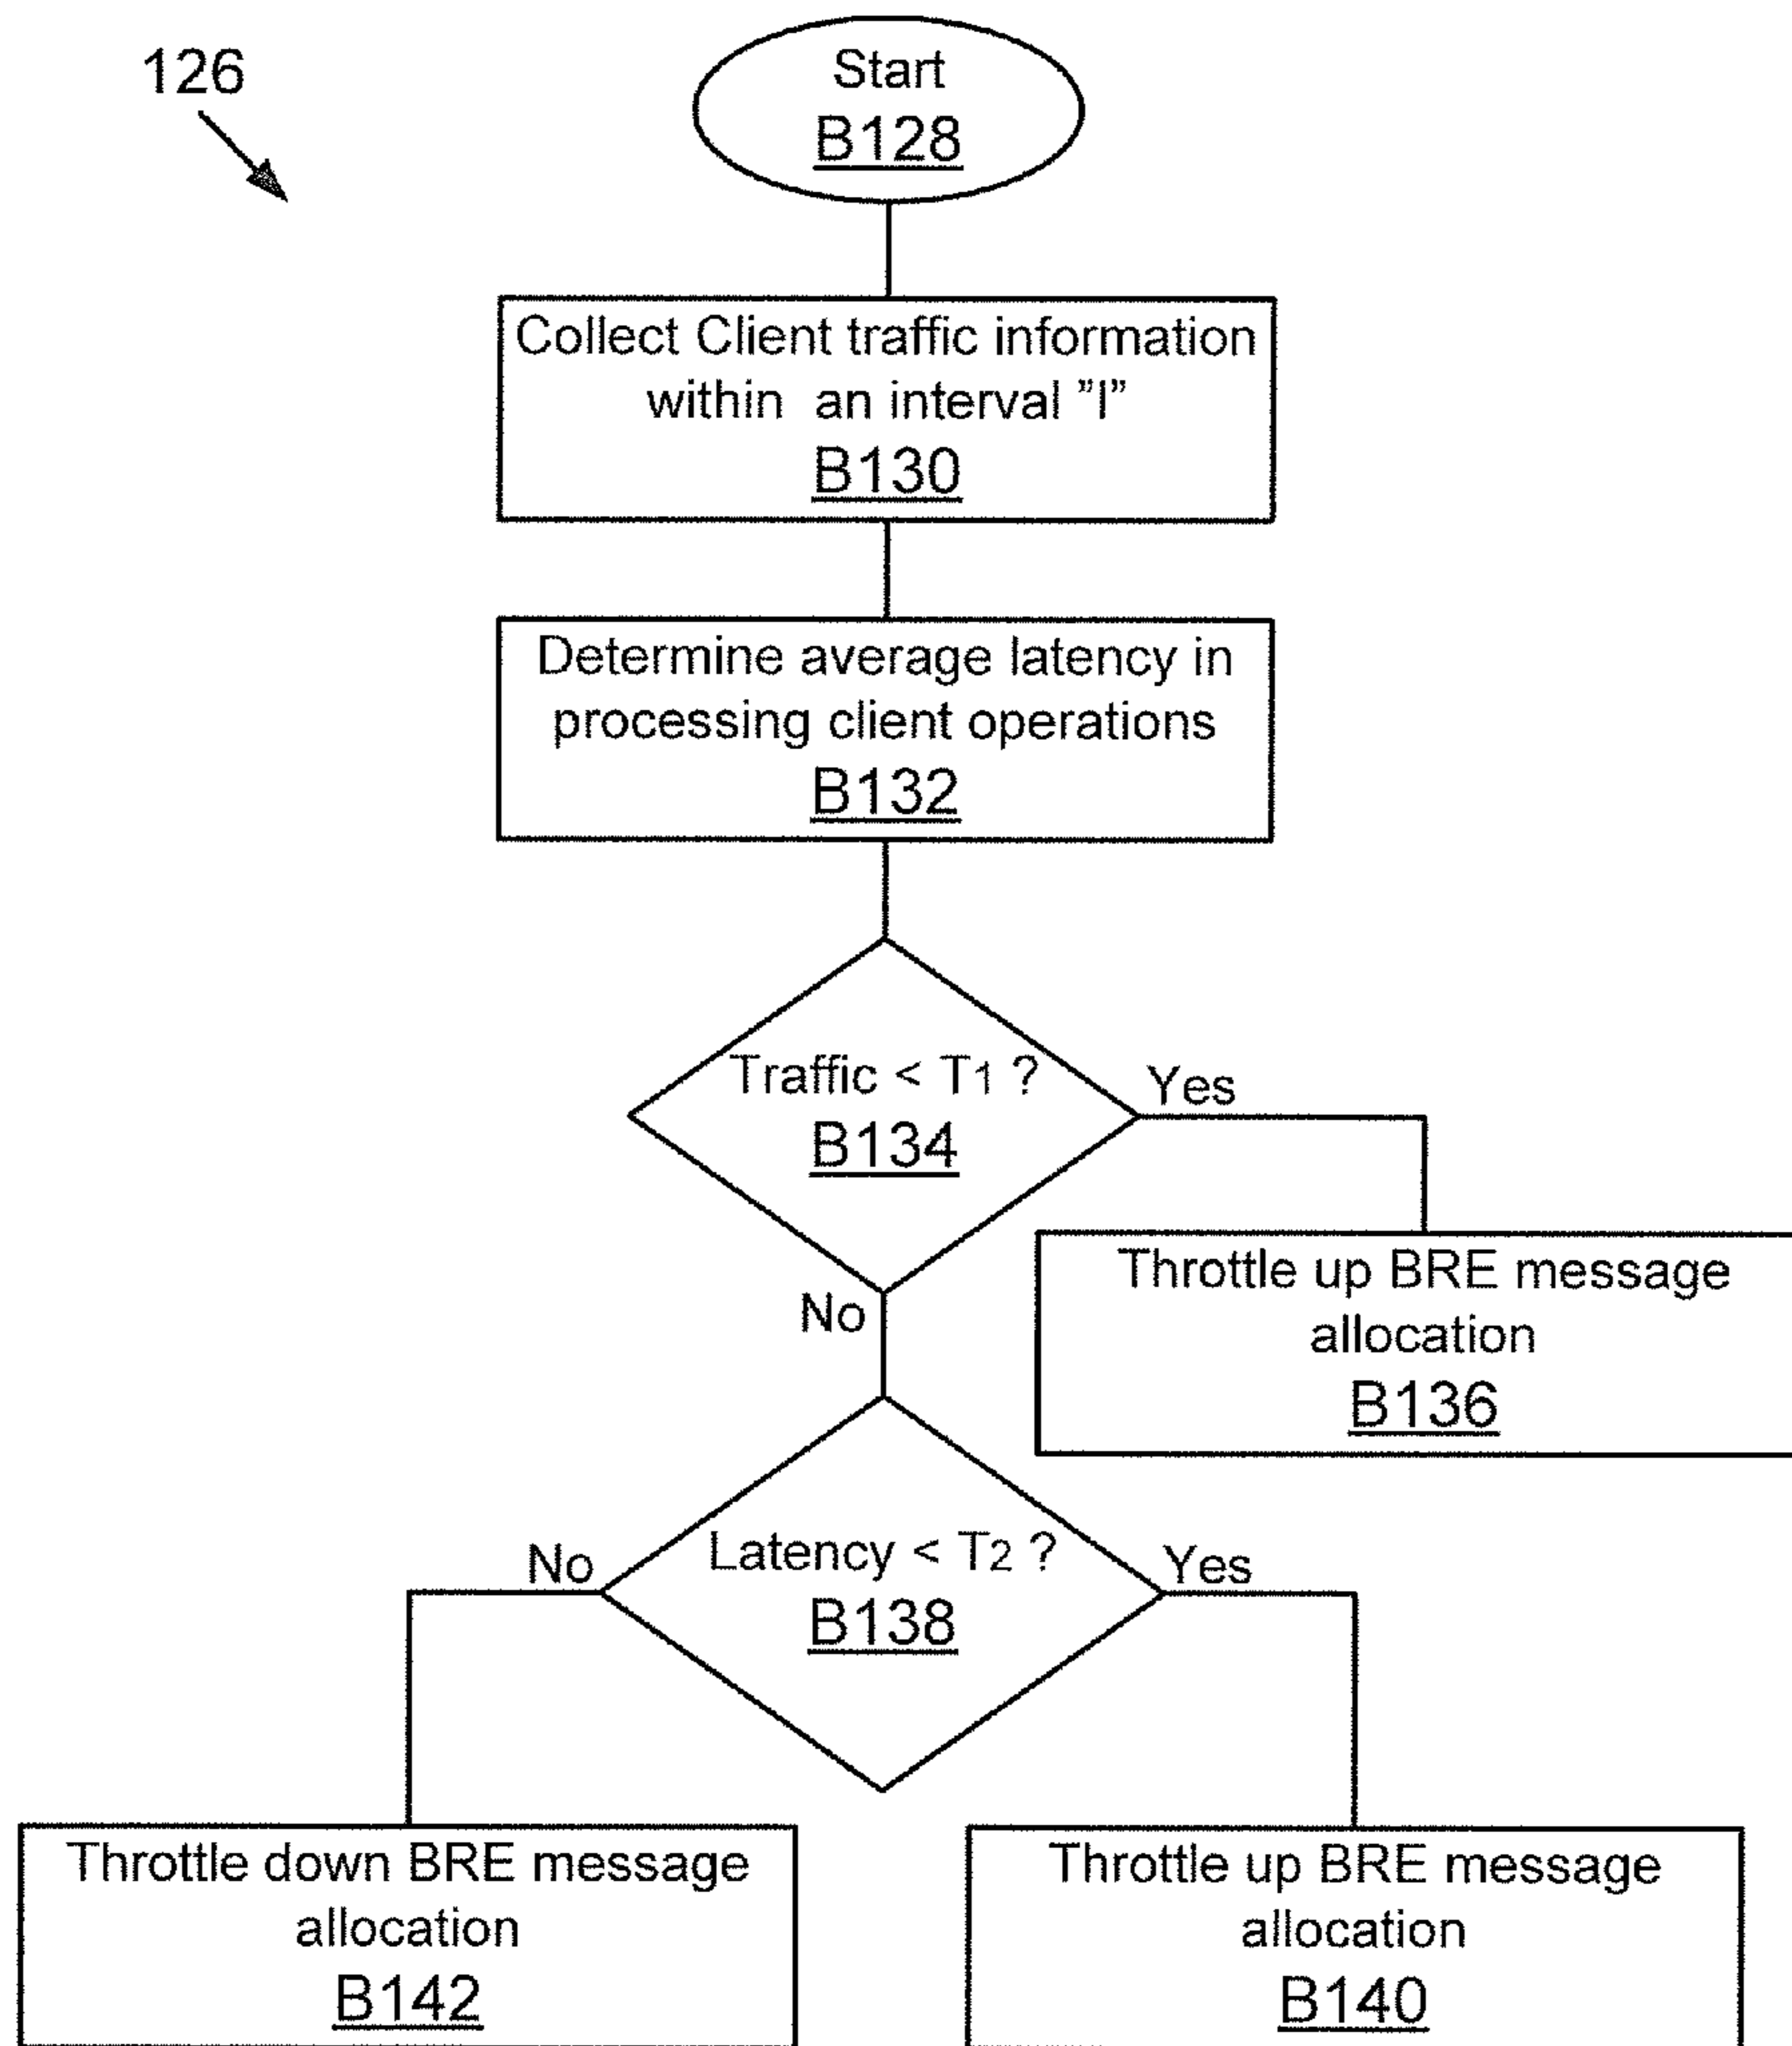 126
Start
B128
Collect Client traffic information
within an interval ”I”
B130
Determine average latency in
processing client operations
B132
Traffic < T1 ?
B134
Yes
No
Throttle up BRE message
allocation
B136
Latency < T2 ?
B138
No
Yes
Throttle down BRE message
allocation
B142
Throttle up BRE message
allocation
B140